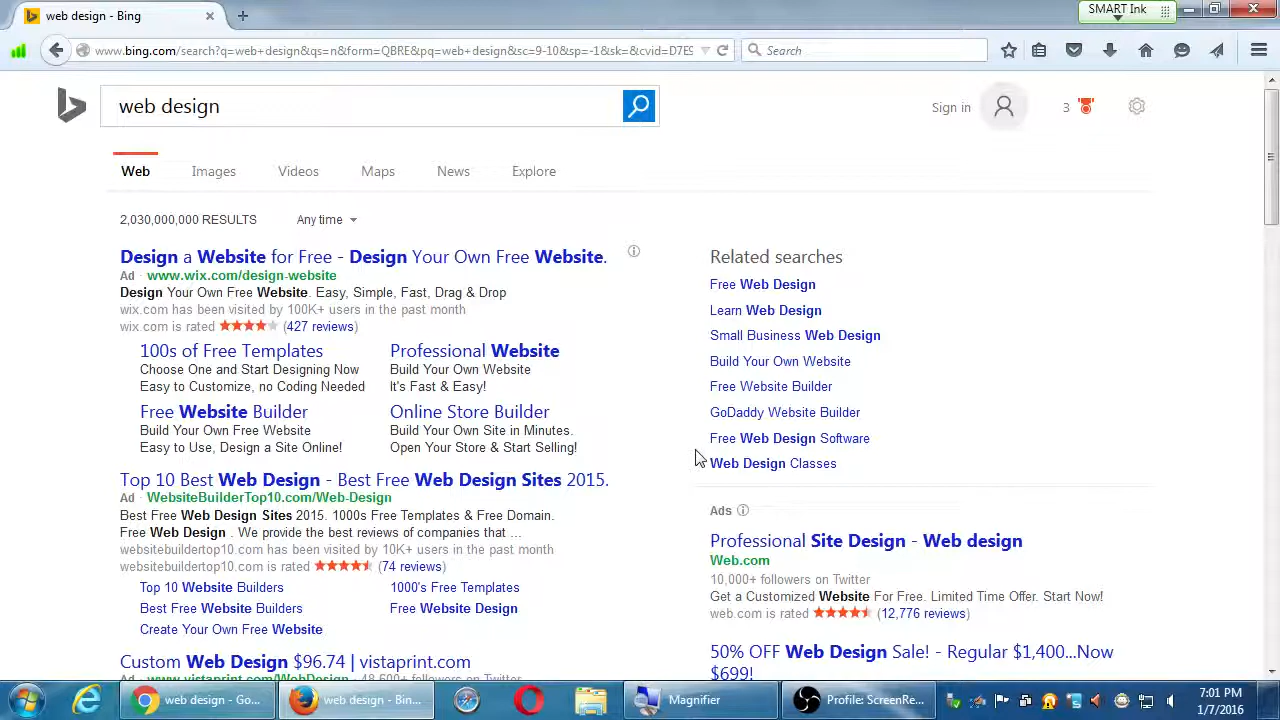 web design - Bing
SMART Ink
www.bing.com/search?q=web+design&qs=n&form=QBRE&pq=web+design&sc=9-10&sp=-1&sk=&cvid=D7E9
Search
web design
Sign in
3
Web Images Videos Maps News Explore
2,030,000,000 RESULTS Any time
Design a Website for Free - Design Your Own Free Website.
Ad · www.wix.com/design-website
Design Your Own Free Website. Easy, Simple, Fast, Drag & Drop
wix.com has been visited by 100K+ users in the past month
wix.com is rated (427 reviews)
100s of Free Templates
Choose One and Start Designing Now
Easy to Customize, no Coding Needed
Professional Website
Build Your Own Website
It's Fast & Easy!
Free Website Builder
Build Your Own Free Website
Easy to Use, Design a Site Online!
Online Store Builder
Build Your Own Site in Minutes.
Open Your Store & Start Selling!
Top 10 Best Web Design - Best Free Web Design Sites 2015.
Ad · WebsiteBuilderTop10.com/Web-Design
Best Free Web Design Sites 2015. 1000s Free Templates & Free Domain.
Free Web Design . We provide the best reviews of companies that ...
websitebuildertop10.com has been visited by 10K+ users in the past month
websitebuildertop10.com is rated (74 reviews)
Top 10 Website Builders
1000's Free Templates
Best Free Website Builders
Free Website Design
Create Your Own Free Website
Custom Web Design $96.74 | vistaprint.com
Ad · www.vistaprint.com/WebDesign · 48,600+ followers on Twitter
Related searches
Free Web Design
Learn Web Design
Small Business Web Design
Build Your Own Website
Free Website Builder
GoDaddy Website Builder
Free Web Design Software
Web Design Classes
Ads
Professional Site Design - Web design
Web.com
10,000+ followers on Twitter
Get a Customized Website For Free. Limited Time Offer. Start Now!
web.com is rated (12,776 reviews)
50% OFF Web Design Sale! - Regular $1,400...Now
$699!
web design - Go...
web design - Bin...
Magnifier
Profile: ScreenRe...
7:01 PM
1/7/2016